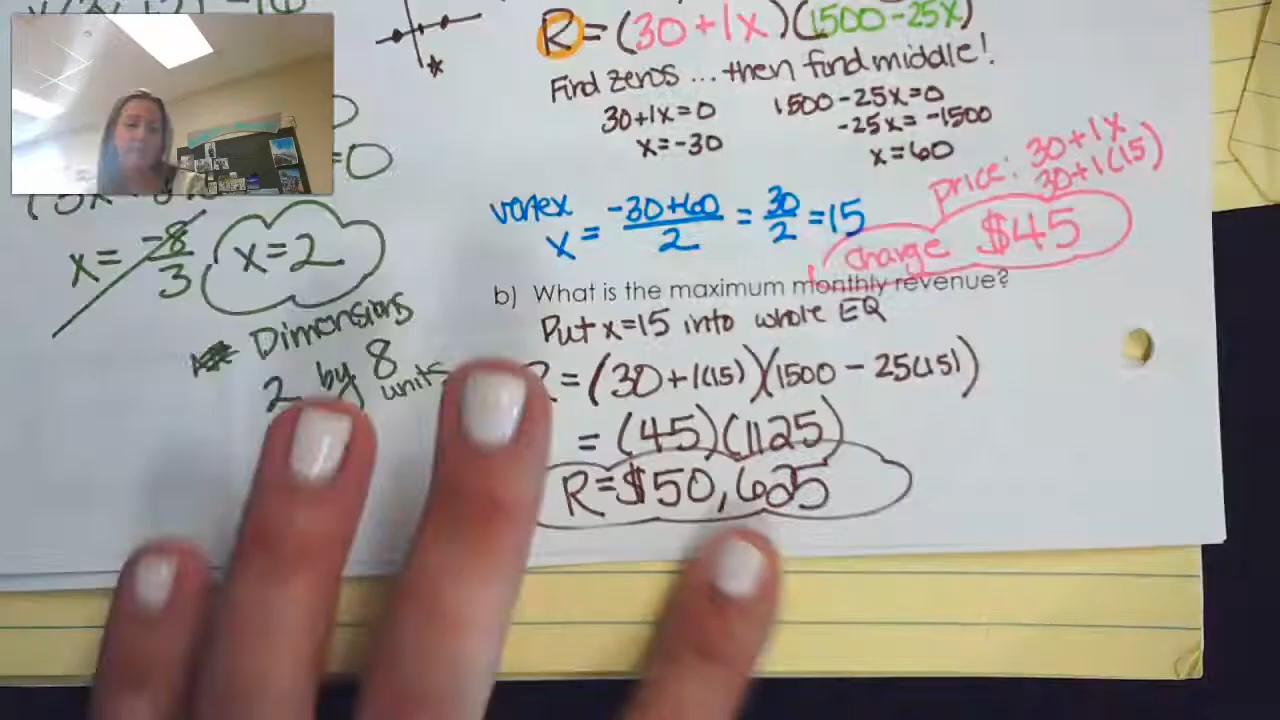 R=(30+1x)(1500-25x)
Find zeros...then find middle!
30+1x=0
x=-30
1500-25x=0
-25x=-1500
x=60
price: 30+1x
30+1(15)
charge $45
vertex
x = -30+60/2 = 30/2 = 15
b) What is the maximum monthly revenue?
Put x=15 into whole EQ
R=(30+1(15))(1500-25(15))
=(45)(1125)
R=$50,625
=0
x=-8/3
x=2
Dimensions
2 by 8
units